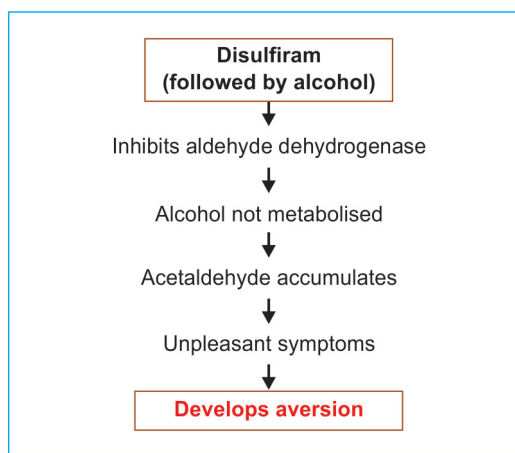 Disulfiram
(followed by alcohol)
Inhibits aldehyde dehydrogenase
Alcohol not metabolised
Acetaldehyde accumulates
Unpleasant symptoms
Develops aversion